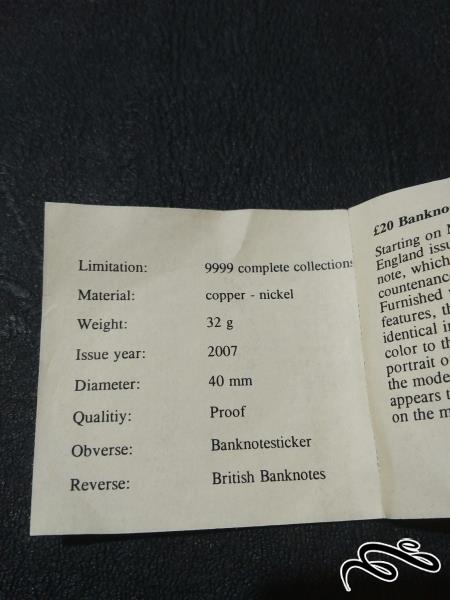 Limitation: 9999 complete collections
Material: copper - nickel
Weight: 32 g
Issue year: 2007
Diameter: 40 mm
Qualitiy: Proof
Obverse: Banknotesticker
Reverse: British Banknotes
£20 Bankno
Starting on
England issu
note, which
countenanc
Furnished
features, th
identical i
color to th
portrait o
the mode
appears t
on the m